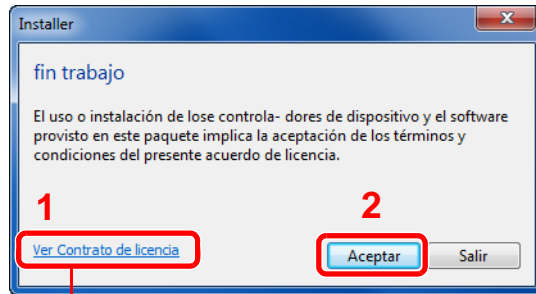 Installer
fin trabajo
El uso o instalación de lose controla- dores de dispositivo y el software
provisto en este paquete implica la aceptación de los términos y
condiciones del presente acuerdo de licencia.
1
2
Ver Contrato de licencia
Aceptar
Salir